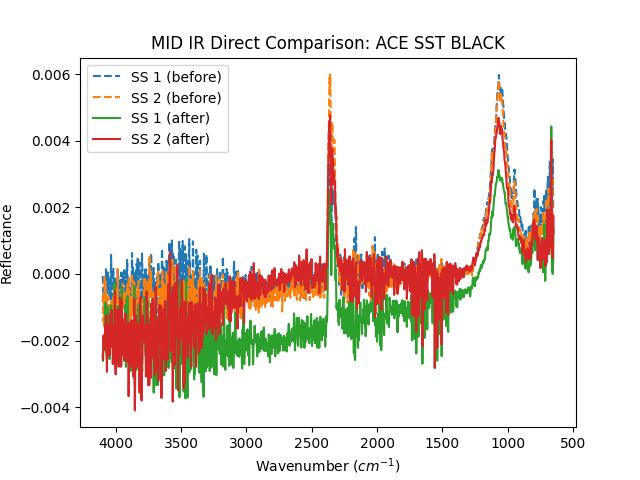 MID IR Direct Comparison: ACE SST BLACK
SS 1 (before)
SS 2 (before)
SS 1 (after)
SS 2 (after)
0.006
0.004
0.002
0.000
−0.002
−0.004
Reflectance
4000 3500 3000 2500 2000 1500 1000 500
Wavenumber (cm⁻¹)